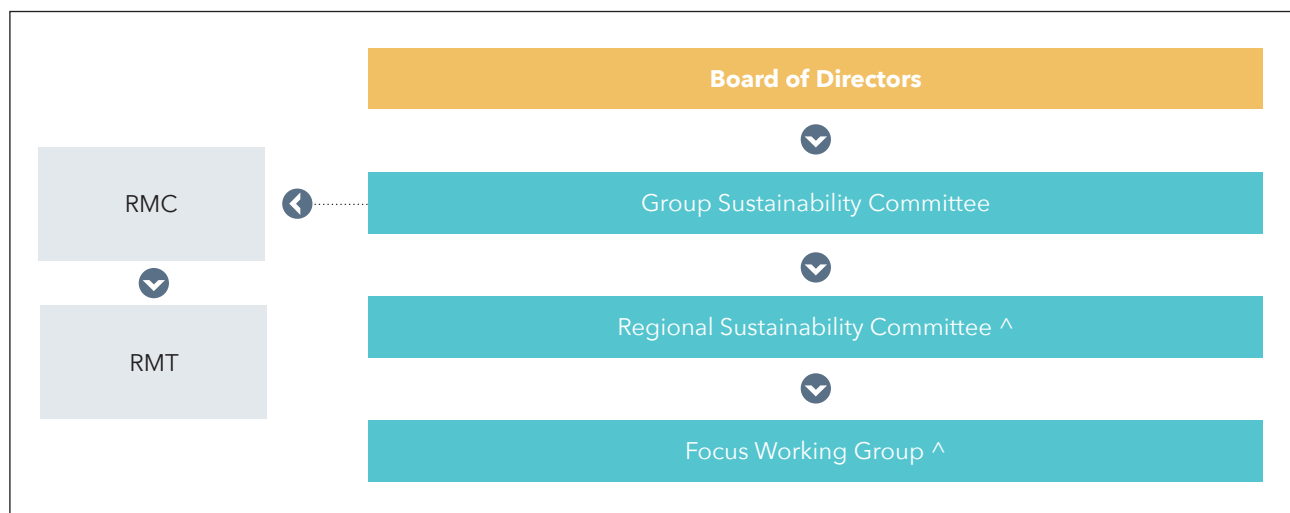 Board of Directors
RMC
Group Sustainability Committee
Regional Sustainability Committee ^
RMT
Focus Working Group ^